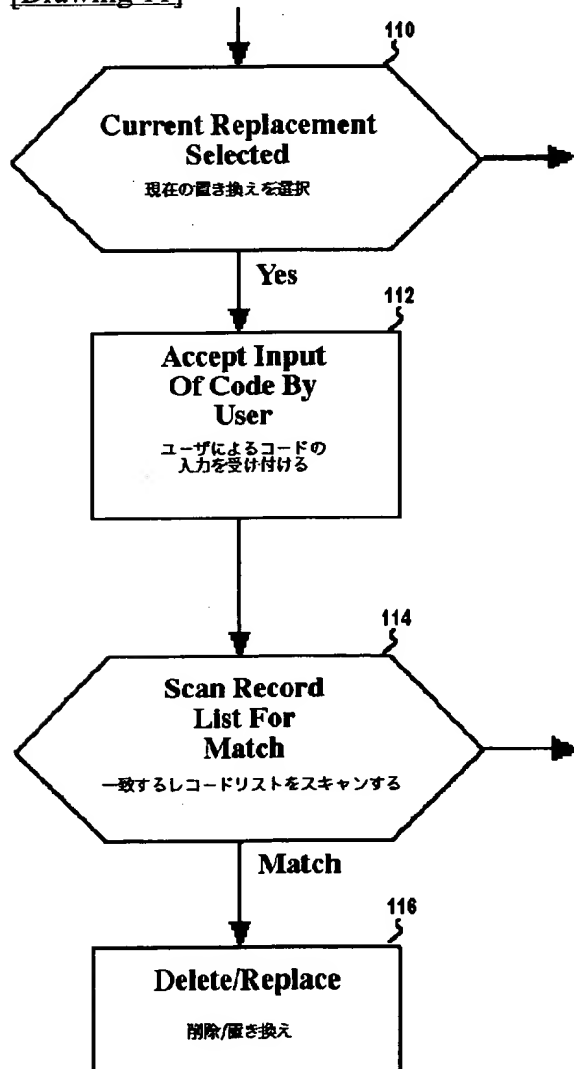 110
Current Replacement
Selected
現在の置き換えを選択
Yes
112
Accept Input
Of Code By
User
ユーザによるコードの
入力を受け付ける
114
Scan Record
List For
Match
一致するレコードリストをスキャンする
Match
116
Delete/Replace
削除/置き換え